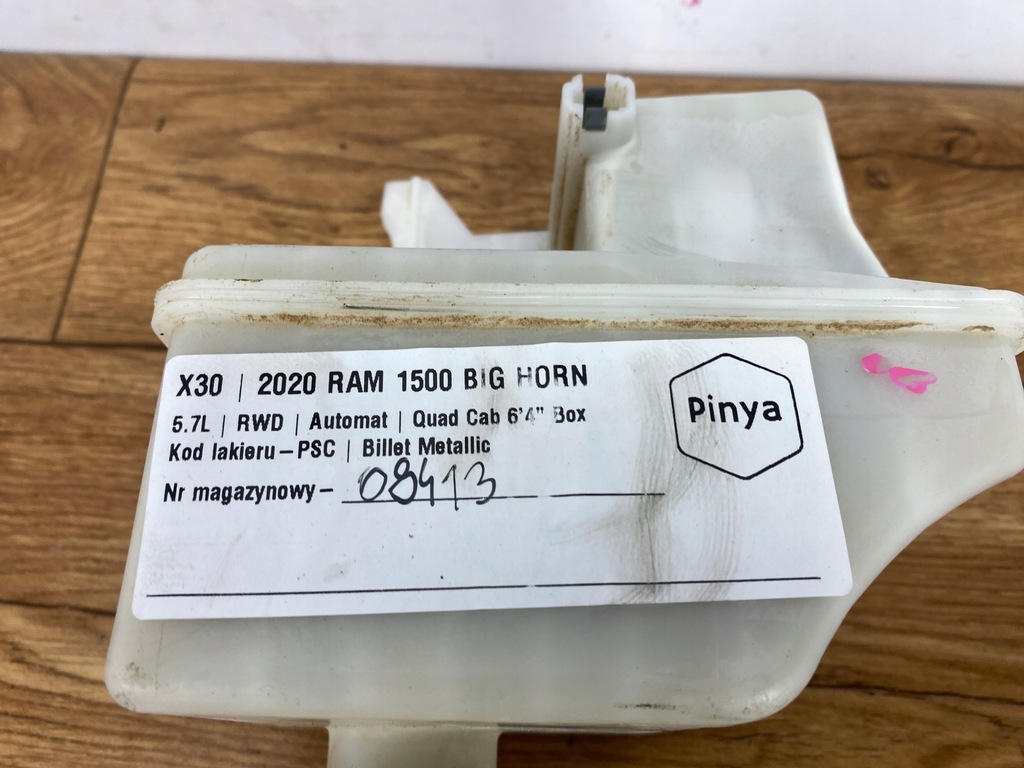 X30 | 2020 RAM 1500 BIG HORN
5.7L | RWD | Automat | Quad Cab 6'4" Box
Kod lakieru – PSC | Billet Metallic
Nr magazynowy – 08413
Pinya